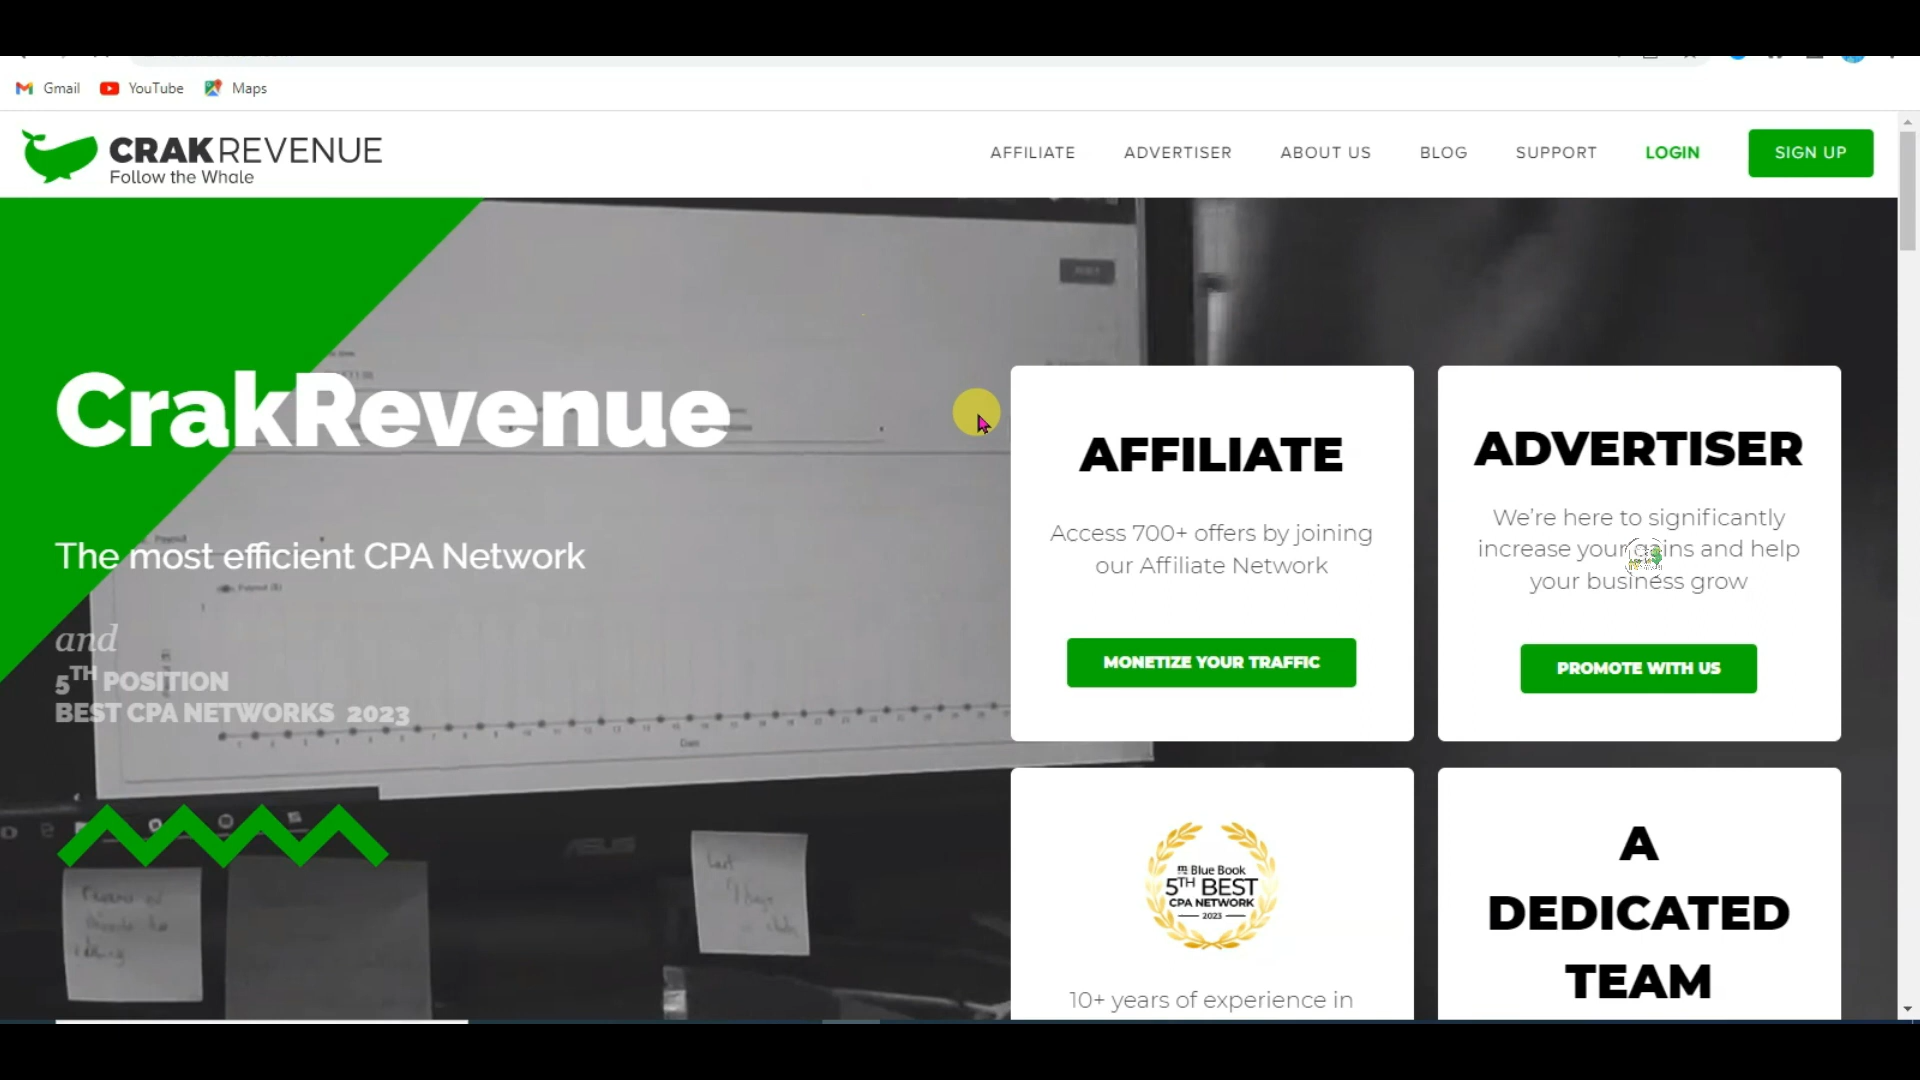 Gmail YouTube Maps
CRAKREVENUE
Follow the Whale
AFFILIATE ADVERTISER ABOUT US BLOG SUPPORT LOGIN SIGN UP
CrakRevenue
The most efficient CPA Network
and
5TH POSITION
BEST CPA NETWORKS 2023
AFFILIATE
Access 700+ offers by joining
our Affiliate Network
MONETIZE YOUR TRAFFIC
ADVERTISER
We're here to significantly
increase your gains and help
your business grow
PROMOTE WITH US
Blue Book
5TH BEST
CPA NETWORK
2023
10+ years of experience in
A
DEDICATED
TEAM